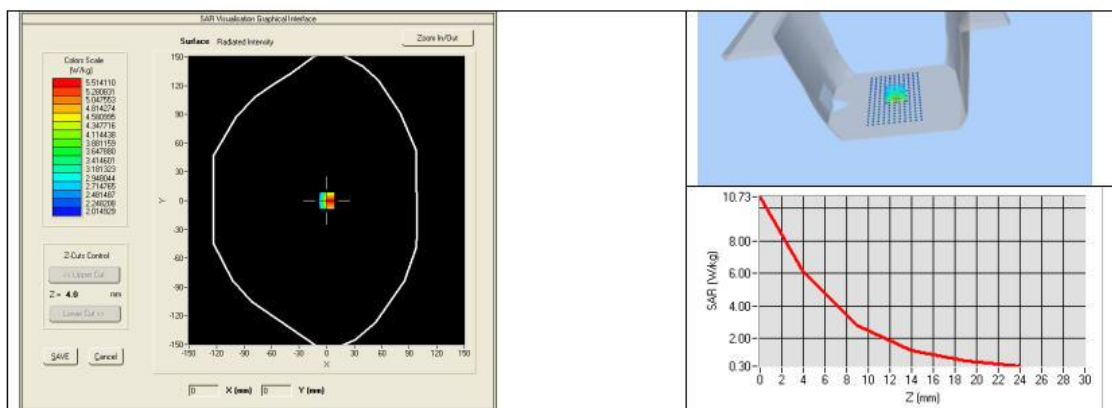 SAR Visualisation Graphical Interface
Surface Radiated Intensity
Zoom In/Out
Colors Scale
(W/kg)
5.514110
5.280831
5.047553
4.814274
4.580995
4.347716
4.114438
3.881159
3.647880
3.414601
3.181323
2.948044
2.714765
2.481487
2.248208
2.014929
Z-Cuts Control
<< Upper Cut
Z = 4.0 mm
Lower Cut >>
SAVE Cancel
150
120
90
60
30
Y 0
-30
-60
-90
-120
-150
-150 -120 -90 -60 -30 0 30 60 90 120 150
X
0 X (mm) 0 Y (mm)
10.73
8.00
6.00
4.00
2.00
0.30
SAR (W/kg)
0 2 4 6 8 10 12 14 16 18 20 22 24 26 28 30
Z (mm)